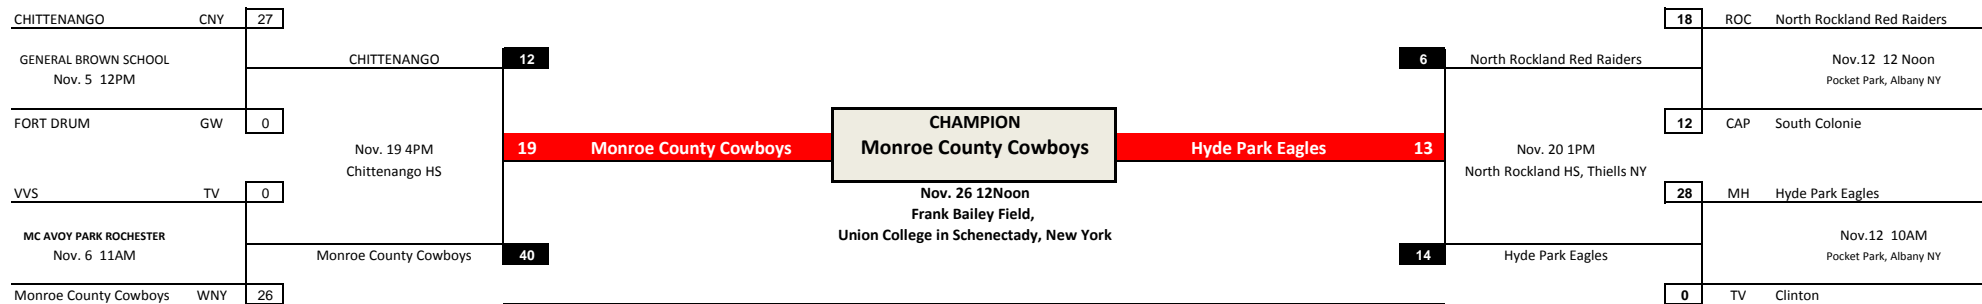 CHITTENANGO CNY 27
GENERAL BROWN SCHOOL
Nov. 5 12PM
FORT DRUM GW 0
VVS TV 0
MC AVOY PARK ROCHESTER
Nov. 6 11AM
Monroe County Cowboys WNY 26
CHITTENANGO 12
Nov. 19 4PM
Chittenango HS
Monroe County Cowboys 40
19 Monroe County Cowboys
CHAMPION
Monroe County Cowboys
Nov. 26 12Noon
Frank Bailey Field,
Union College in Schenectady, New York
Hyde Park Eagles 13
6 North Rockland Red Raiders
Nov. 20 1PM
North Rockland HS, Thiells NY
14 Hyde Park Eagles
18 ROC North Rockland Red Raiders
Nov.12 12 Noon
Pocket Park, Albany NY
12 CAP South Colonie
28 MH Hyde Park Eagles
Nov.12 10AM
Pocket Park, Albany NY
0 TV Clinton